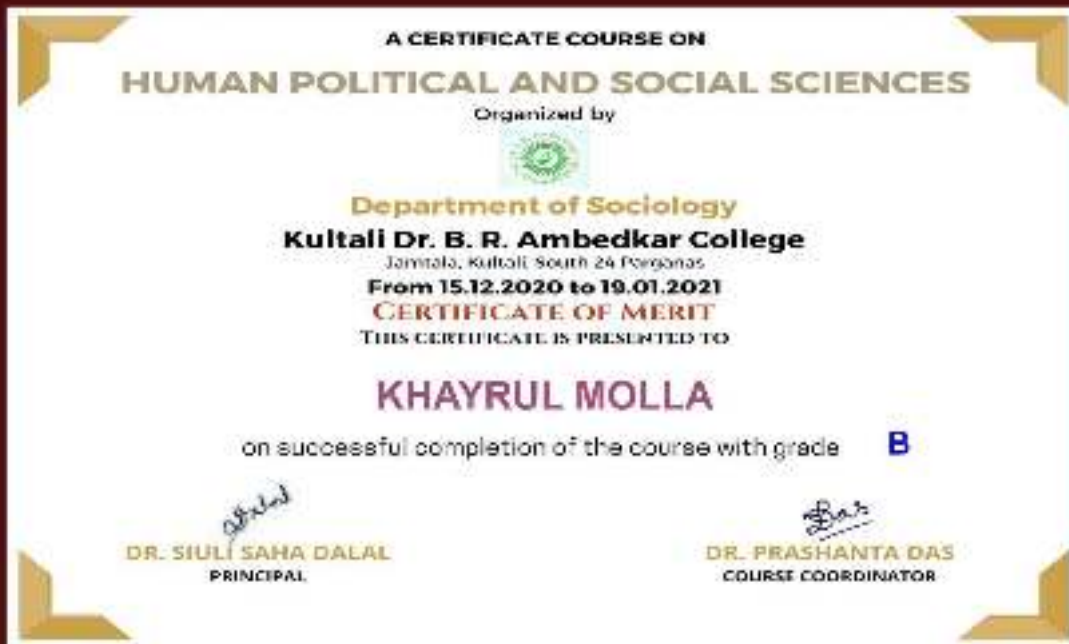 A CERTIFICATE COURSE ON
HUMAN POLITICAL AND SOCIAL SCIENCES
Organized by
Department of Sociology
Kultali Dr. B. R. Ambedkar College
Jamtala, Kultali, South 24 Parganas
From 15.12.2020 to 19.01.2021
CERTIFICATE OF MERIT
THIS CERTIFICATE IS PRESENTED TO
KHAYRUL MOLLA
on successful completion of the course with grade B
DR. SIULI SAHA DALAL
PRINCIPAL
Das
DR. PRASHANTA DAS
COURSE COORDINATOR